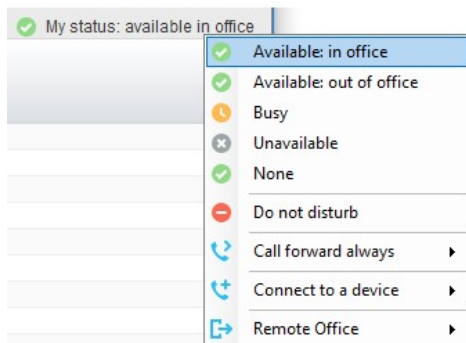 My status: available in office
Available: in office
Available: out of office
Busy
Unavailable
None
Do not disturb
Call forward always
Connect to a device
Remote Office